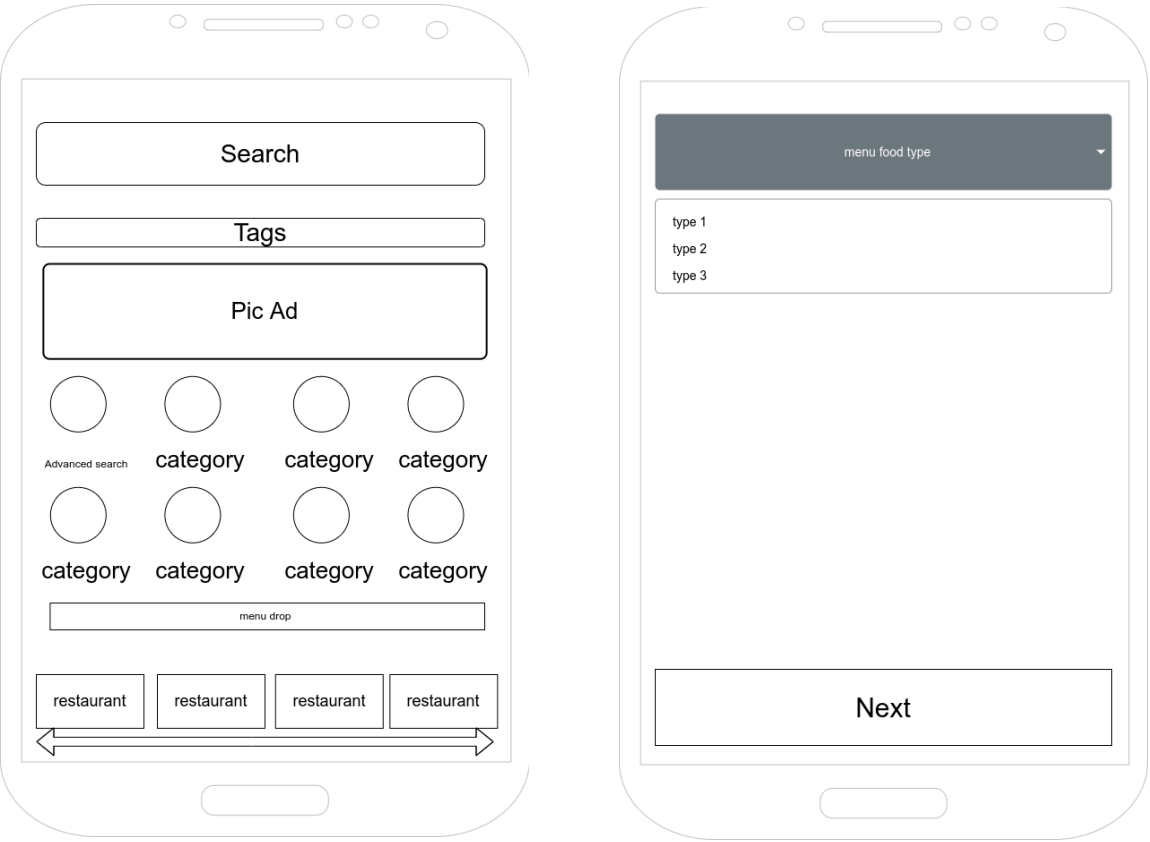 Search
Tags
Pic Ad
Advanced search
category
category
category
category
category
category
category
menu drop
restaurant
restaurant
restaurant
restaurant
menu food type
type 1
type 2
type 3
Next